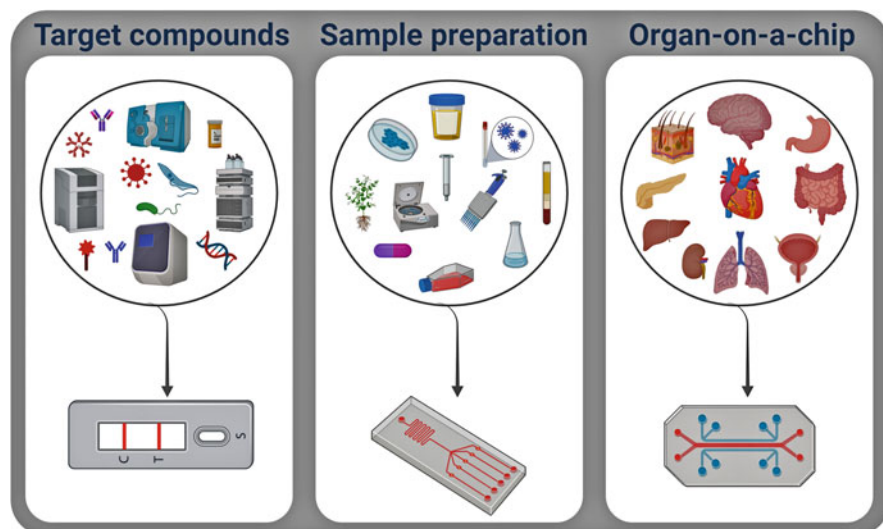 Target compounds
Sample preparation
Organ-on-a-chip
C
T
S